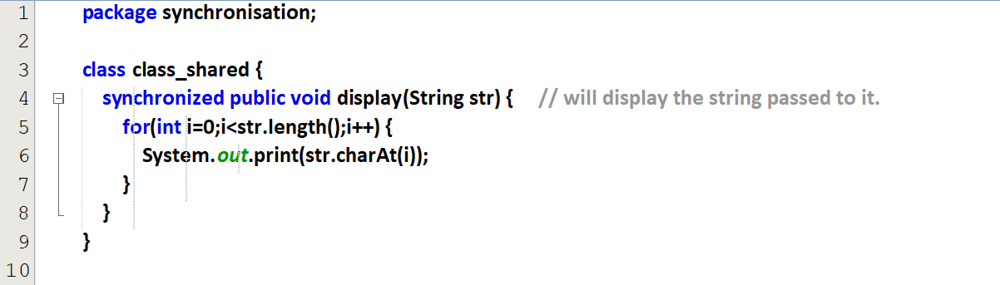 1 package synchronisation;
2
3 class class_shared {
4 synchronized public void display(String str) { // will display the string passed to it.
5 for(int i=0;i<str.length();i++) {
6 System.out.print(str.charAt(i));
7 }
8 }
9 }
10